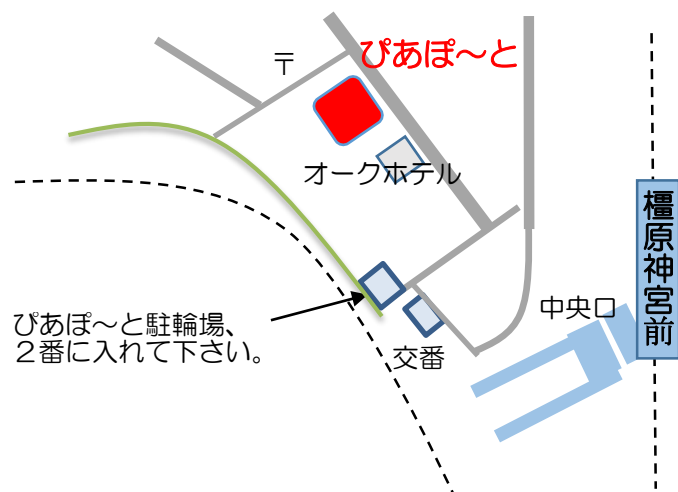 〒
ぴあぽ～と
オークホテル
橿原神宮前
中央口
ぴあぽ～と駐輪場、
２番に入れて下さい。
交番